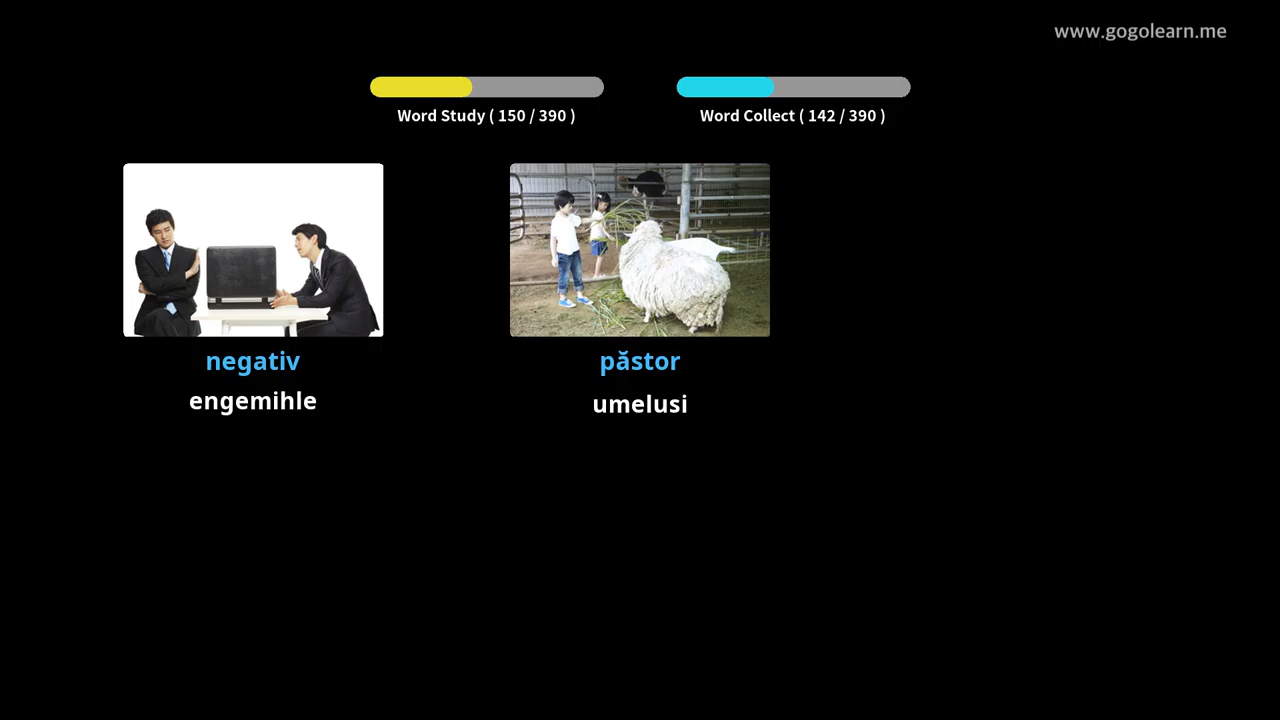 www.gogolearn.me
Word Study ( 150 / 390 )
Word Collect ( 142 / 390 )
negativ
engemihle
păstor
umelusi